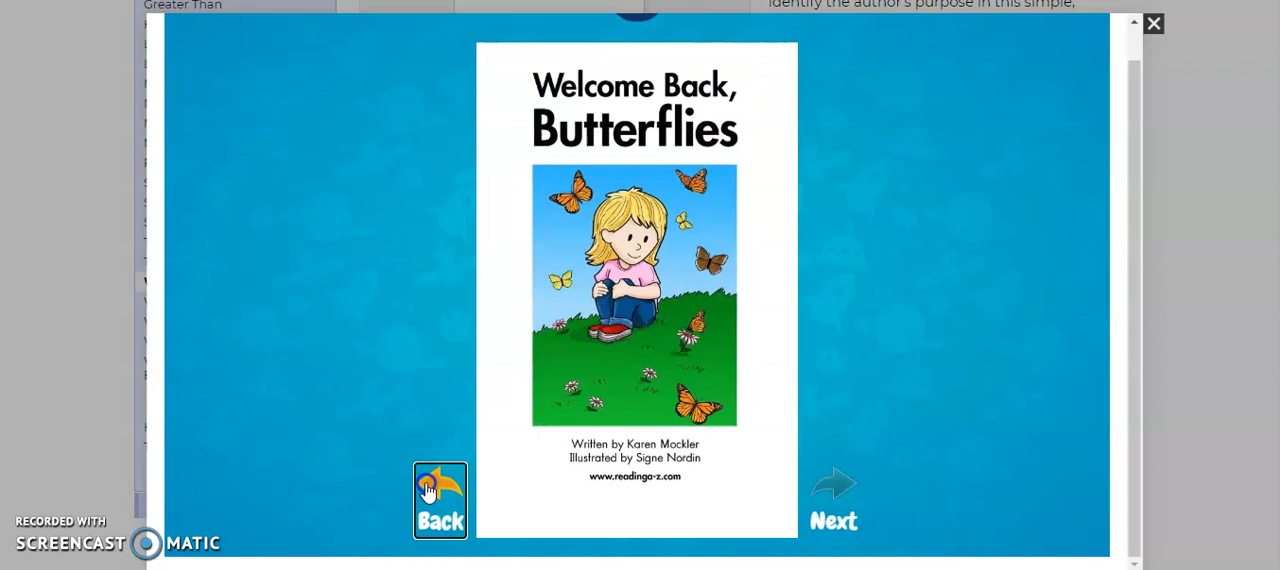 Greater Than
identify the author's purpose in this simple,
Welcome Back,
Butterflies
Written by Karen Mockler
Illustrated by Signe Nordin
www.readinga-z.com
Back
Next
RECORDED WITH
SCREENCAST MATIC